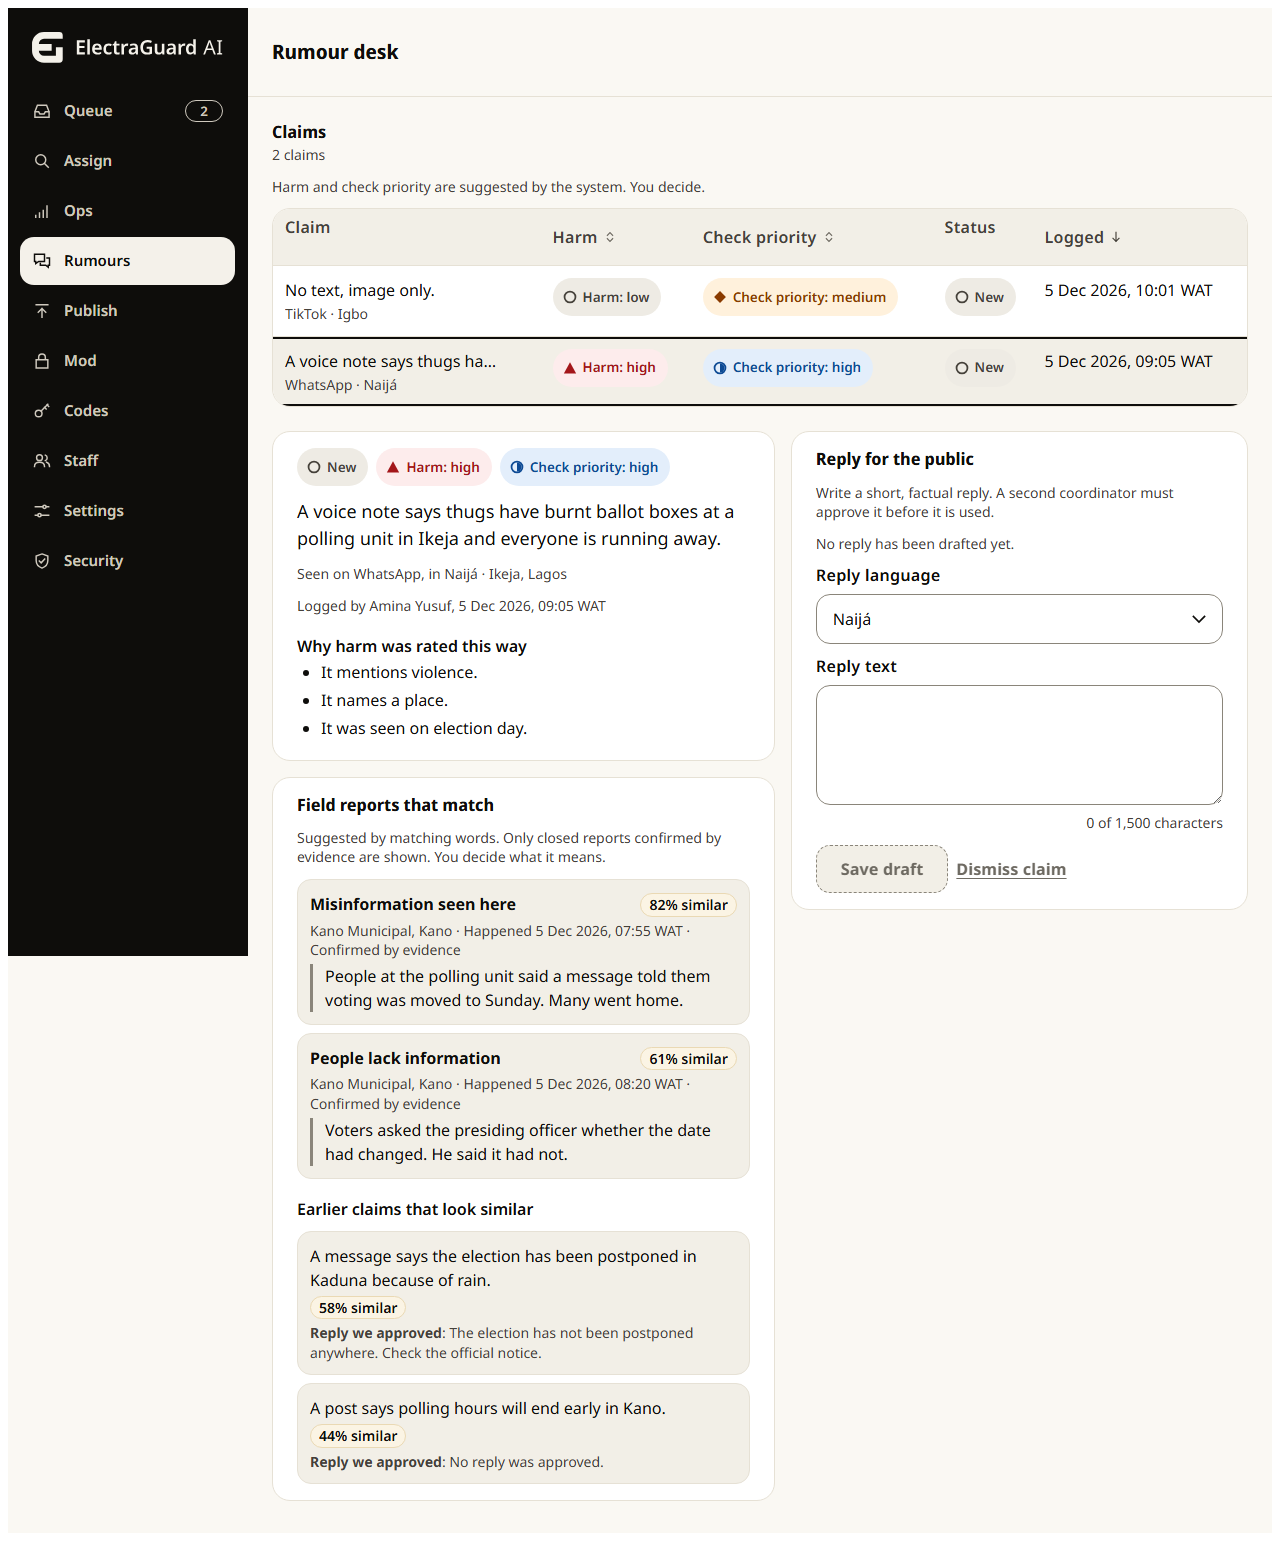 ElectraGuard AI
Queue 2
Assign
Ops
Rumours
Publish
Mod
Codes
Staff
Settings
Security
Rumour desk
Claims
2 claims
Harm and check priority are suggested by the system. You decide.
Claim Harm Check priority Status Logged
No text, image only. Harm: low Check priority: medium New 5 Dec 2026, 10:01 WAT
TikTok · Igbo
A voice note says thugs ha... Harm: high Check priority: high New 5 Dec 2026, 09:05 WAT
WhatsApp · Naijá
New Harm: high Check priority: high
A voice note says thugs have burnt ballot boxes at a
polling unit in Ikeja and everyone is running away.
Seen on WhatsApp, in Naijá · Ikeja, Lagos
Logged by Amina Yusuf, 5 Dec 2026, 09:05 WAT
Why harm was rated this way
It mentions violence.
It names a place.
It was seen on election day.
Field reports that match
Suggested by matching words. Only closed reports confirmed by
evidence are shown. You decide what it means.
Misinformation seen here 82% similar
Kano Municipal, Kano · Happened 5 Dec 2026, 07:55 WAT ·
Confirmed by evidence
People at the polling unit said a message told them
voting was moved to Sunday. Many went home.
People lack information 61% similar
Kano Municipal, Kano · Happened 5 Dec 2026, 08:20 WAT ·
Confirmed by evidence
Voters asked the presiding officer whether the date
had changed. He said it had not.
Earlier claims that look similar
A message says the election has been postponed in
Kaduna because of rain.
58% similar
Reply we approved: The election has not been postponed
anywhere. Check the official notice.
A post says polling hours will end early in Kano.
44% similar
Reply we approved: No reply was approved.
Reply for the public
Write a short, factual reply. A second coordinator must
approve it before it is used.
No reply has been drafted yet.
Reply language
Naijá
Reply text
0 of 1,500 characters
Save draft Dismiss claim